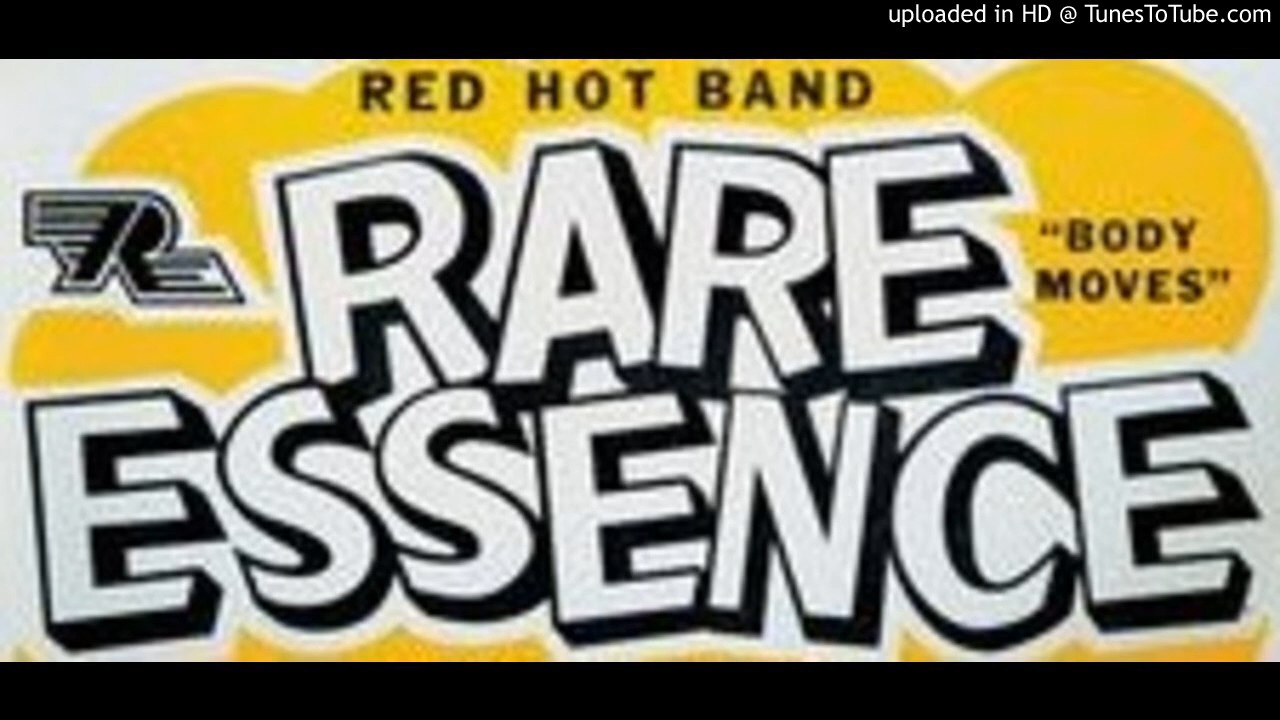 uploaded in HD @ TunesToTube.com
RED HOT BAND
RARE
"BODY
MOVES"
ESSENCE